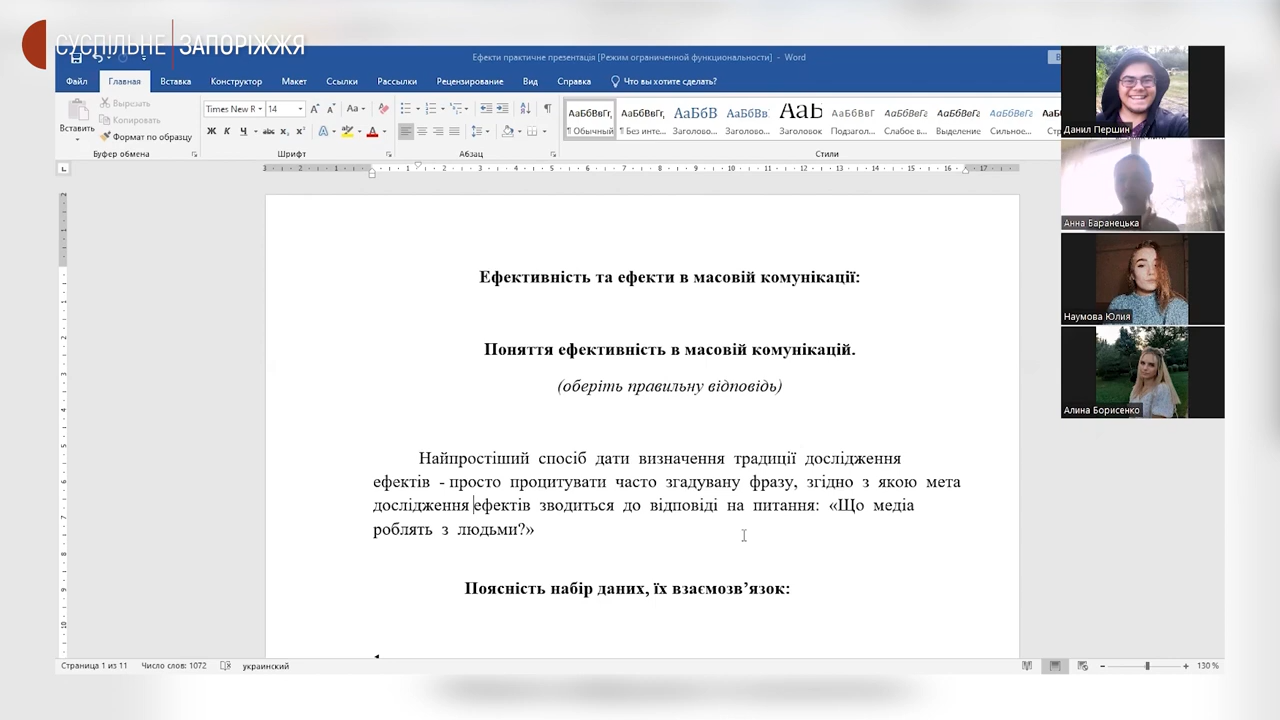 СУСПІЛЬНЕ ЗАПОРІЖЖЯ
Ефекти практичне презентація [Режим ограниченной функциональности] - Word
Файл Главная Вставка Конструктор Макет Ссылки Рассылки Рецензирование Вид Справка Что вы хотите сделать?
Вставить
Вырезать
Копировать
Формат по образцу
Буфер обмена
Times New R 14
Ж К Ч abc x₂ x²
Шрифт
Абзац
АаБбВвГг, АаБбВвГг, АаБбВ АаБбВв. АаБ АаБбВвГ АаБбВвГг АаБбВвГг АаБбВвГг АаБбВ
¶ Обычный ¶ Без инте... Заголово... Заголово... Заголовок Подзагол... Слабое в... Выделение Сильное... Стр
Стили
Данил Першин
Анна Баранецька
Наумова Юлия
Алина Борисенко
Ефективність та ефекти в масовій комунікації:
Поняття ефективність в масовій комунікацій.
(оберіть правильну відповідь)
Найпростіший спосіб дати визначення традиції дослідження
ефектів - просто процитувати часто згадувану фразу, згідно з якою мета
дослідження ефектів зводиться до відповіді на питання: «Що медіа
роблять з людьми?»
Поясність набір даних, їх взаємозв’язок:
Страница 1 из 11 Число слов: 1072 украинский 130 %